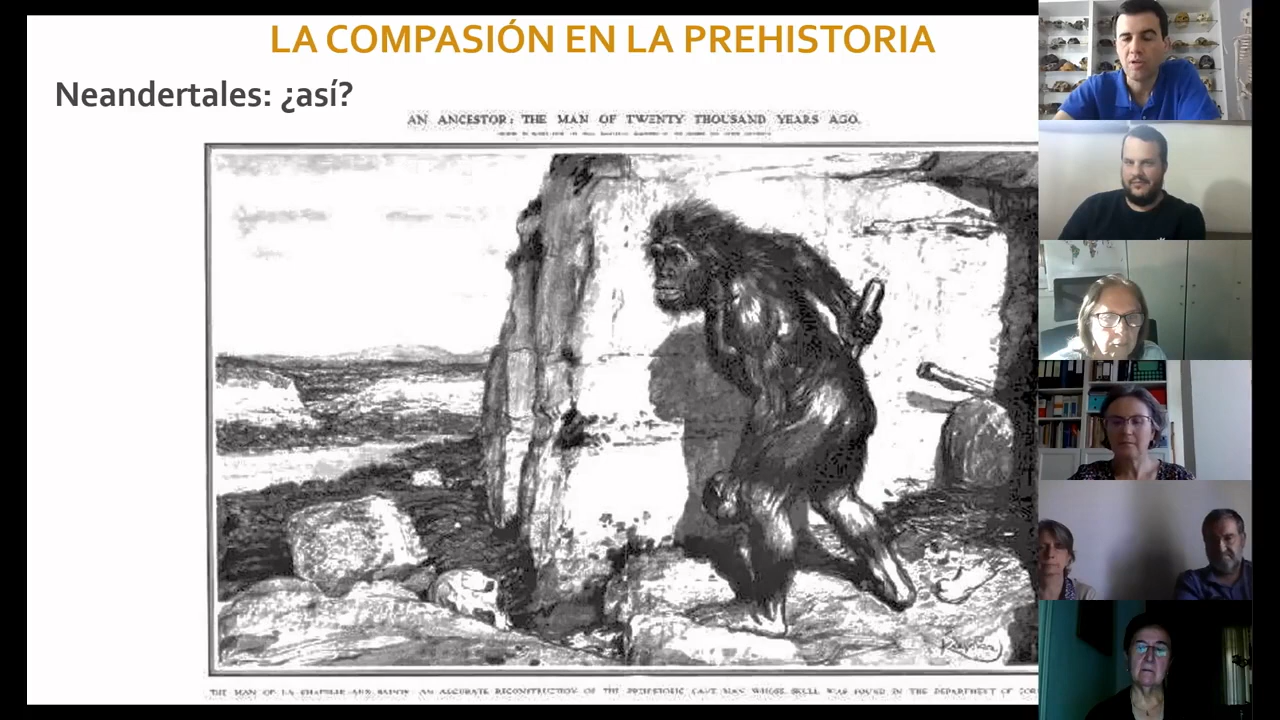 LA COMPASIÓN EN LA PREHISTORIA
Neandertales: ¿así?
AN ANCESTOR: THE MAN OF TWENTY THOUSAND YEARS AGO.
THE MAN OF LA CHAPELLE-AUX-SAINTS: AN ACCURATE RECONSTRUCTION OF THE PREHISTORIC CAVE MAN WHOSE SKULL WAS FOUND IN THE DEPARTMENT OF